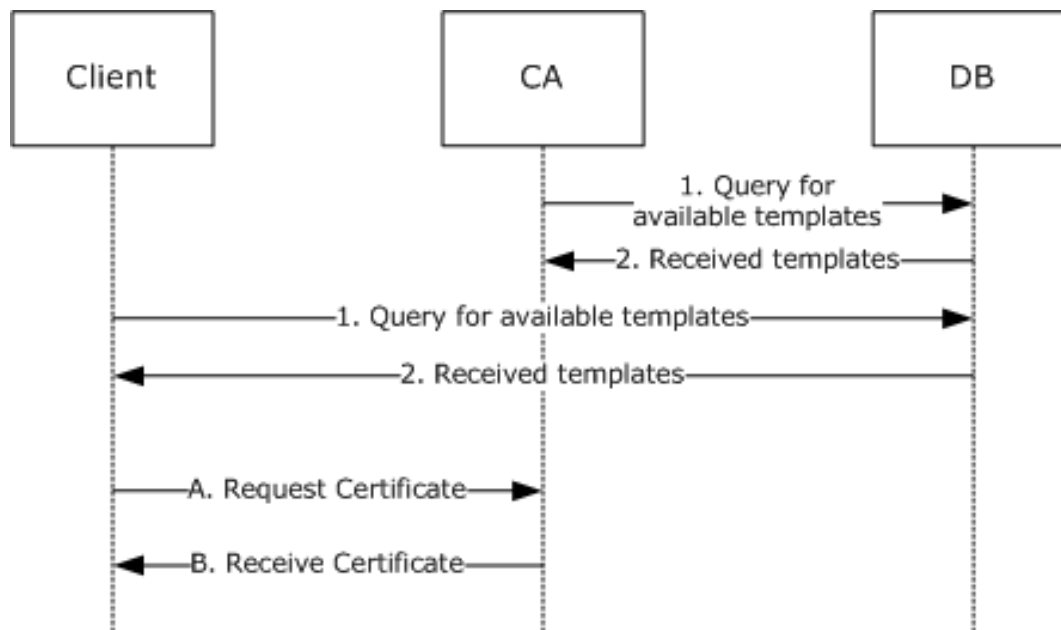 Client
CA
DB
1. Query for
available templates
2. Received templates
1. Query for available templates
2. Received templates
A. Request Certificate
B. Receive Certificate